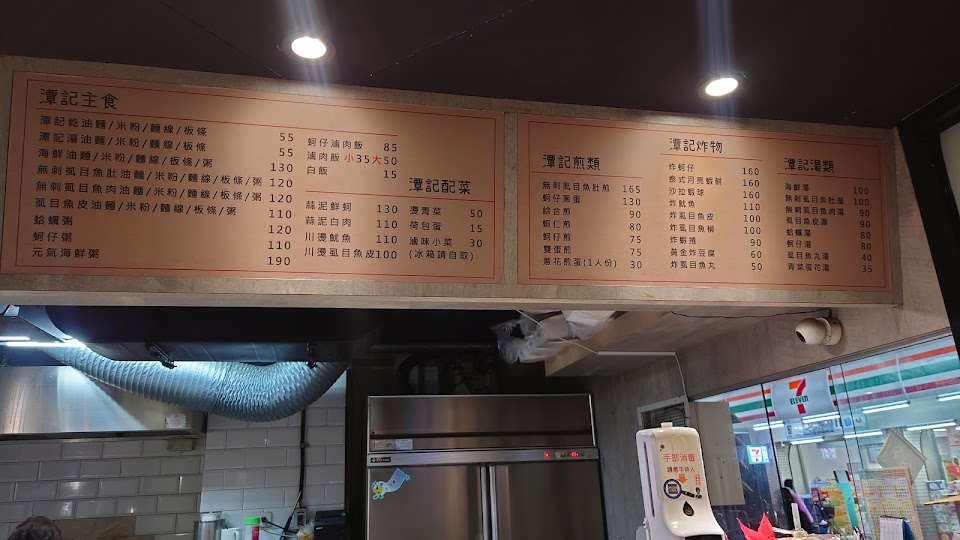 潭記主食
潭記乾油麵/米粉/麵線/板條 55
潭記湯油麵/米粉/麵線/板條 55
海鮮油麵/米粉/麵線/板條/粥 130
無刺虱目魚肚油麵/米粉/麵線/板條/粥 120
無刺虱目魚肉油麵/米粉/麵線/板條/粥 120
虱目魚皮油麵/米粉/麵線/板條/粥 110
蛤蠣粥 120
蚵仔粥 110
元氣海鮮粥 190
蚵仔滷肉飯 85
滷肉飯 小35大50
白飯 15
潭記配菜
蒜泥鮮蚵 130
蒜泥白肉 110
川燙魷魚 110
川燙虱目魚皮100
燙青菜 50
荷包蛋 15
滷味小菜 30
(冰箱請自取)
潭記煎類
無刺虱目魚肚煎 165
蚵仔蔥蛋 130
綜合煎 90
蝦仁煎 80
蚵仔煎 75
雙蛋煎 75
蔥花煎蛋(1人份) 30
潭記炸物
炸蚵仔 160
泰式月亮蝦餅 160
沙拉蝦球 160
炸魷魚 110
炸虱目魚皮 100
炸虱目魚柳 100
炸蝦捲 90
黃金炸豆腐 60
炸虱目魚丸 50
潭記湯類
海鮮湯 100
無刺虱目魚肚湯 100
無刺虱目魚肉湯 90
虱目魚皮湯 90
蛤蠣湯 80
蚵仔湯 80
虱目魚丸湯 40
青菜蛋花湯 35
7
ELEVEN
手部消毒
請將手伸入